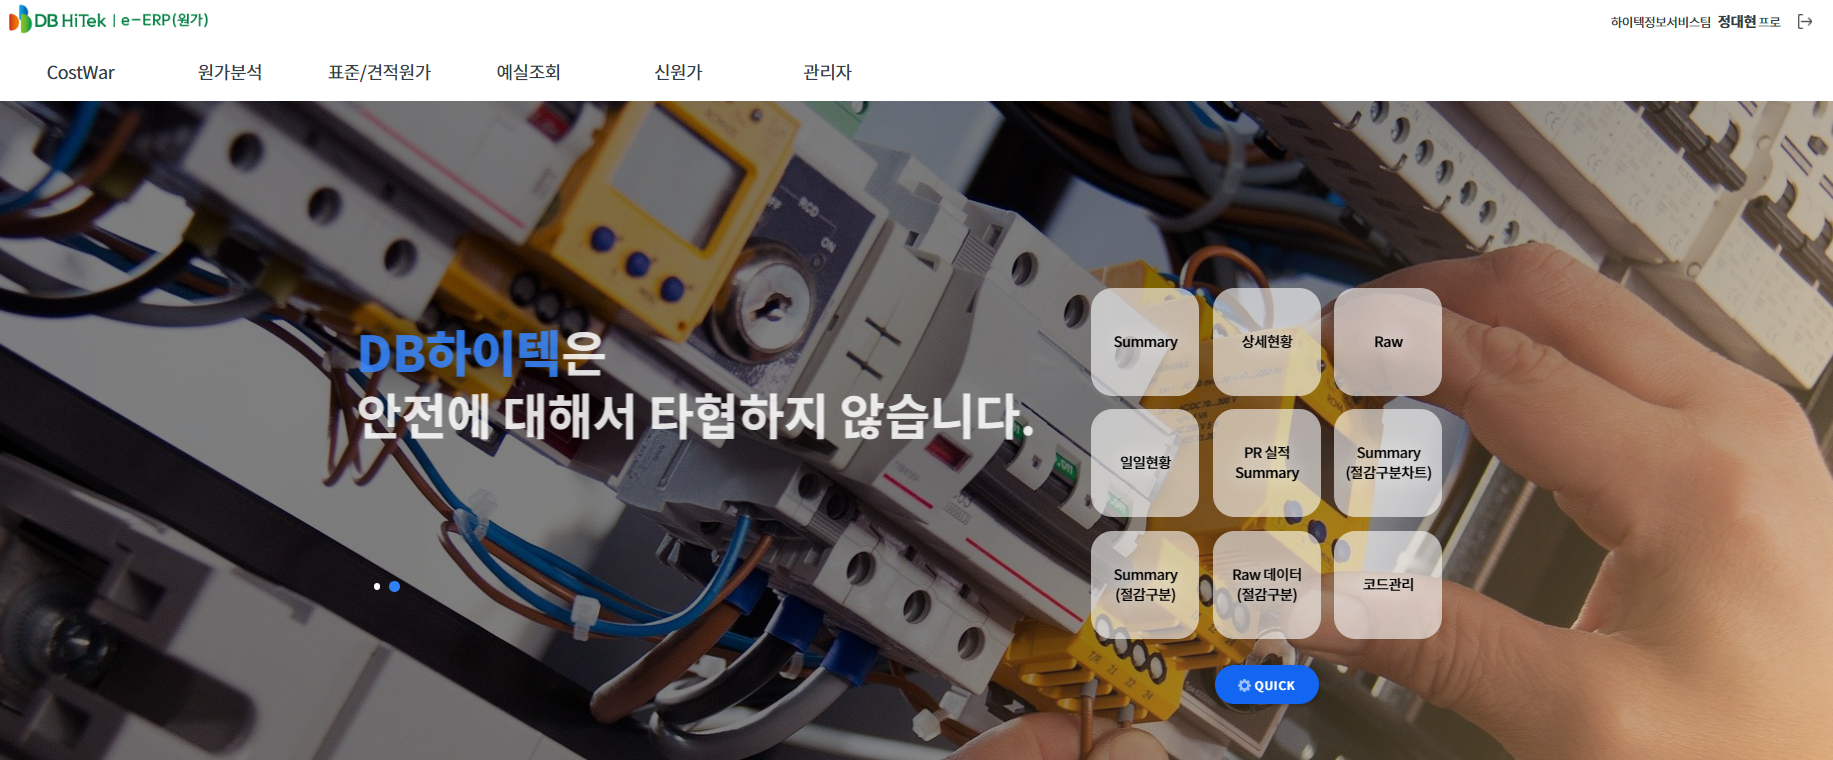 DB HiTek | e-ERP(원가)
하이텍정보서비스팀 정대현 프로
CostWar 원가분석 표준/견적원가 예실조회 신원가 관리자
DB하이텍은
안전에 대해서 타협하지 않습니다.
Summary 상세현황 Raw
일일현황
PR 실적
Summary
Summary
(절감구분차트)
Summary
(절감구분)
Raw 데이터
(절감구분)
코드관리
QUICK
RCD
ON
T/R 21 22 24